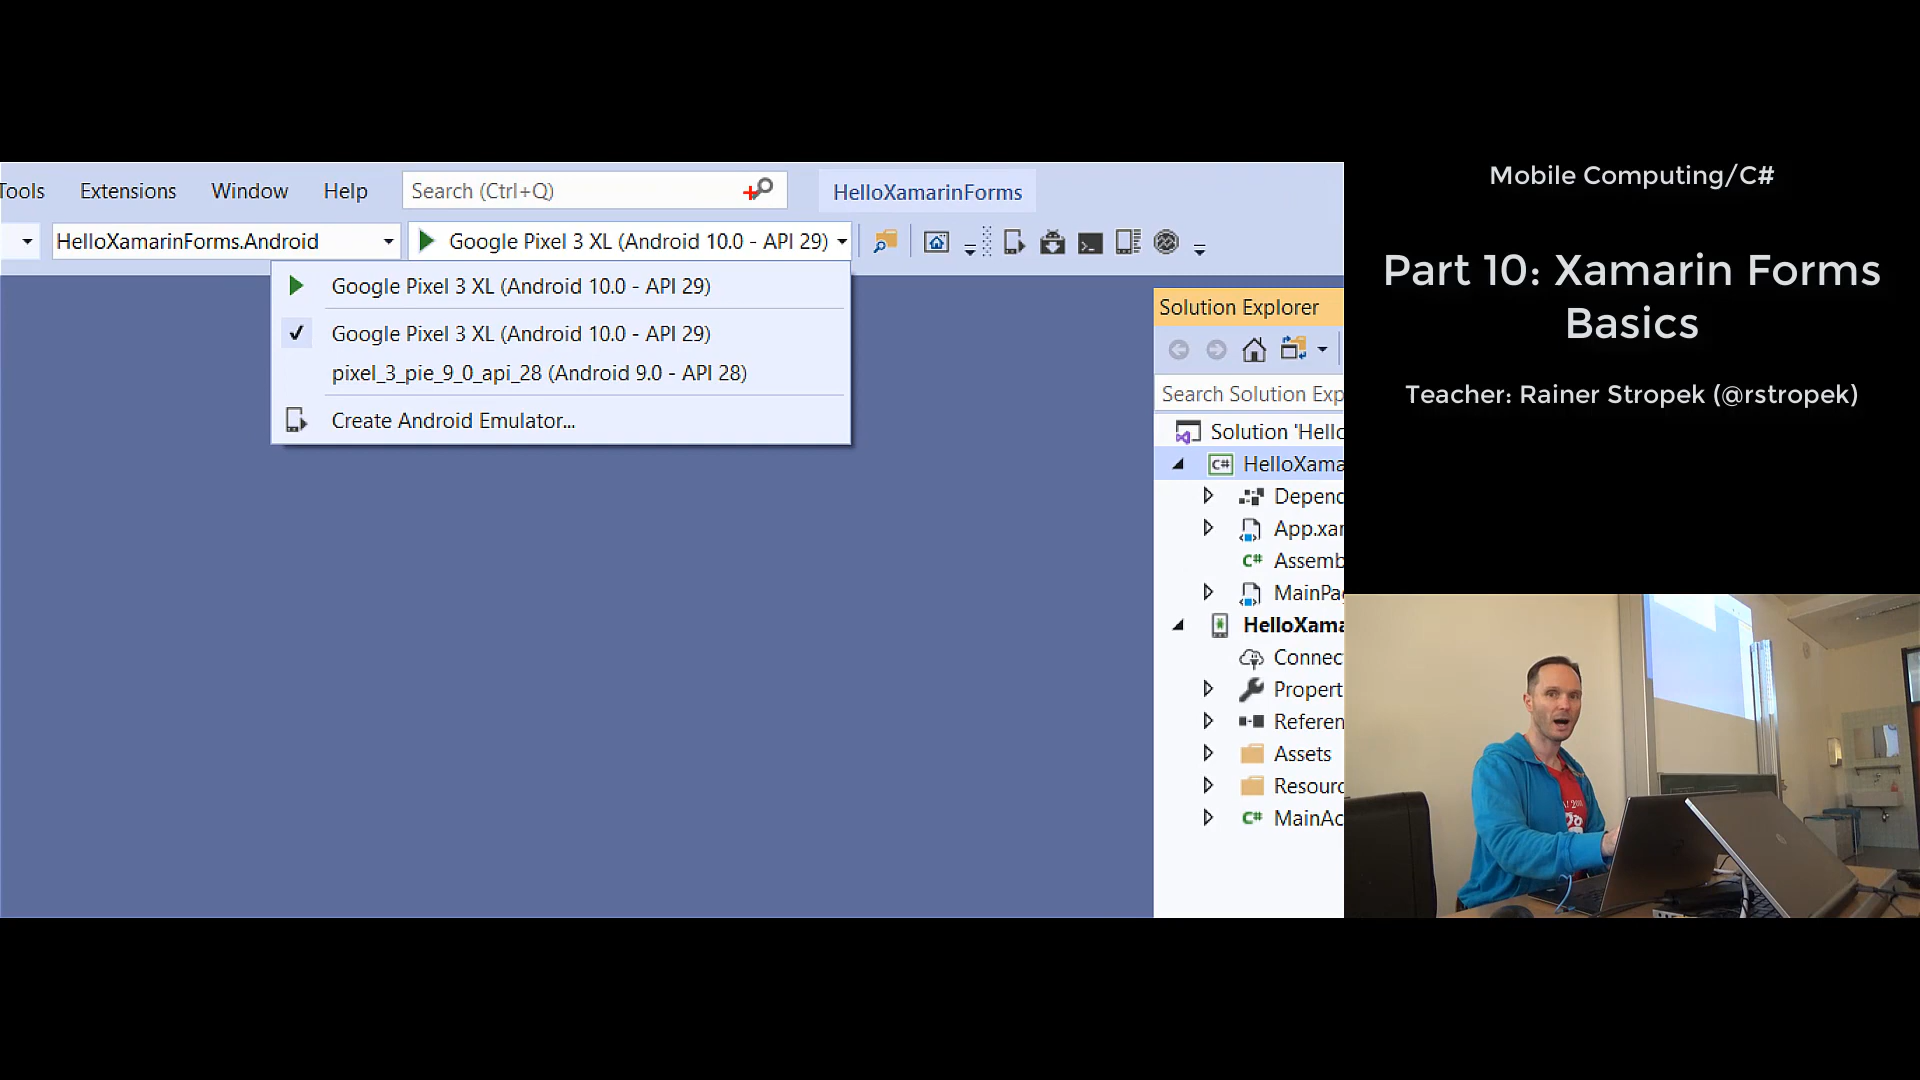 Tools Extensions Window Help Search (Ctrl+Q) HelloXamarinForms
HelloXamarinForms.Android Google Pixel 3 XL (Android 10.0 - API 29)
Google Pixel 3 XL (Android 10.0 - API 29)
Google Pixel 3 XL (Android 10.0 - API 29)
pixel_3_pie_9_0_api_28 (Android 9.0 - API 28)
Create Android Emulator...
Solution Explorer
Search Solution Exp
Solution 'Hello
C# HelloXama
Depend
App.xar
C# Assemb
MainPa
HelloXama
Connec
Propert
Referen
Assets
Resourc
C# MainAc
Mobile Computing/C#
Part 10: Xamarin Forms
Basics
Teacher: Rainer Stropek (@rstropek)